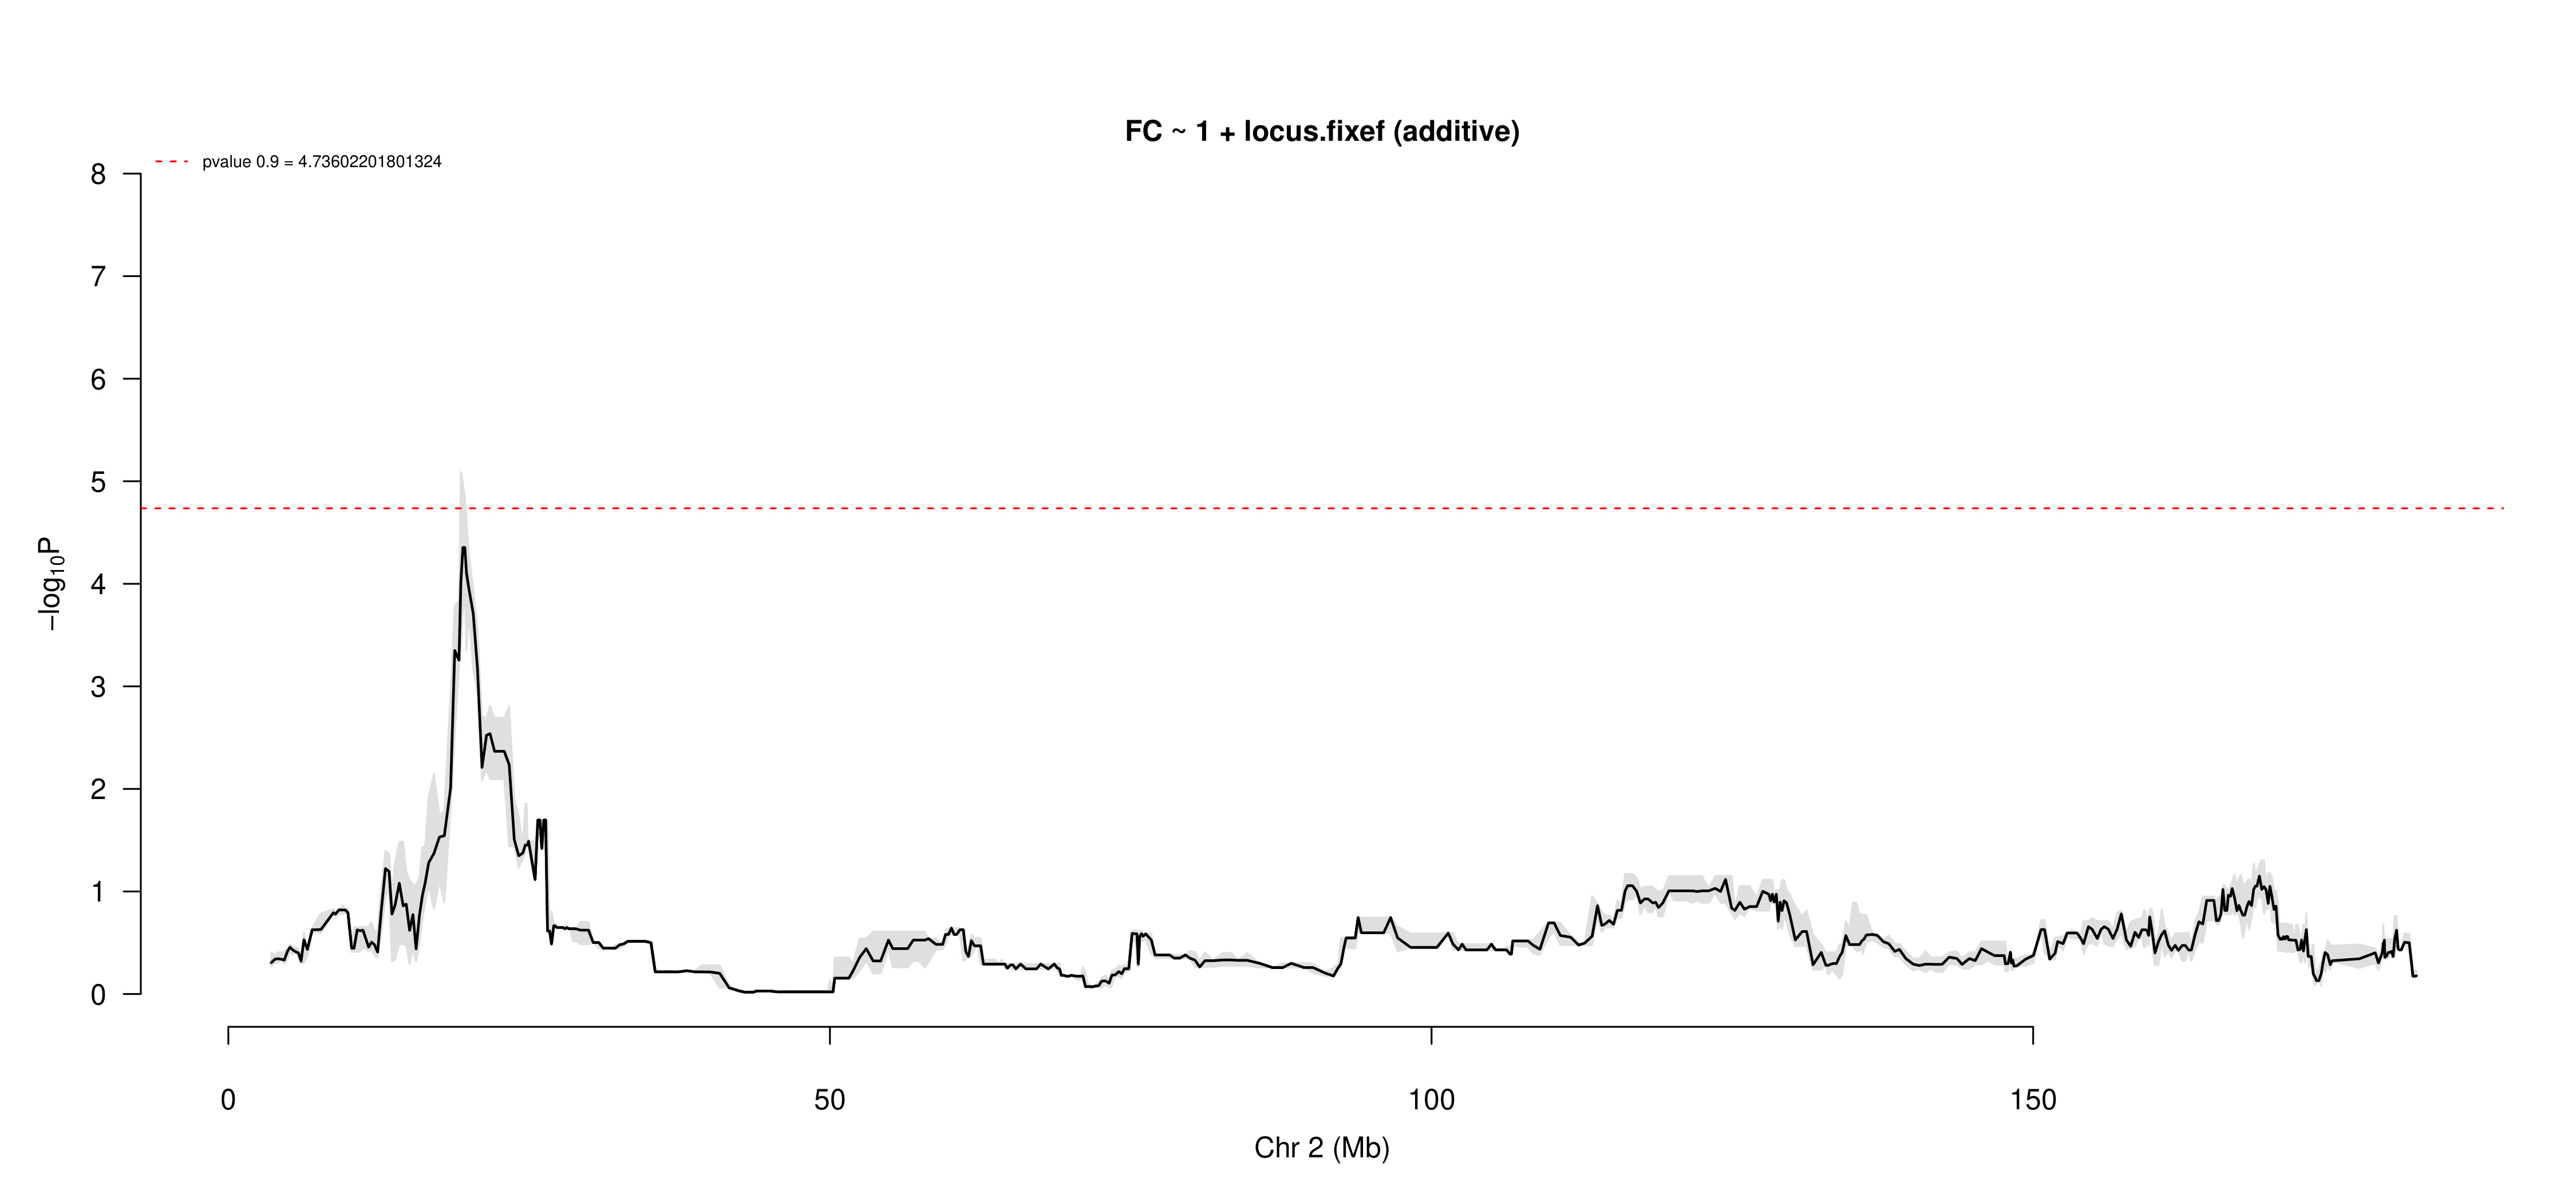 FC ~ 1 + locus.fixef (additive)
pvalue 0.9 = 4.73602201801324
8
7
6
5
4
3
2
1
0
−log10P
0 50 100 150
Chr 2 (Mb)